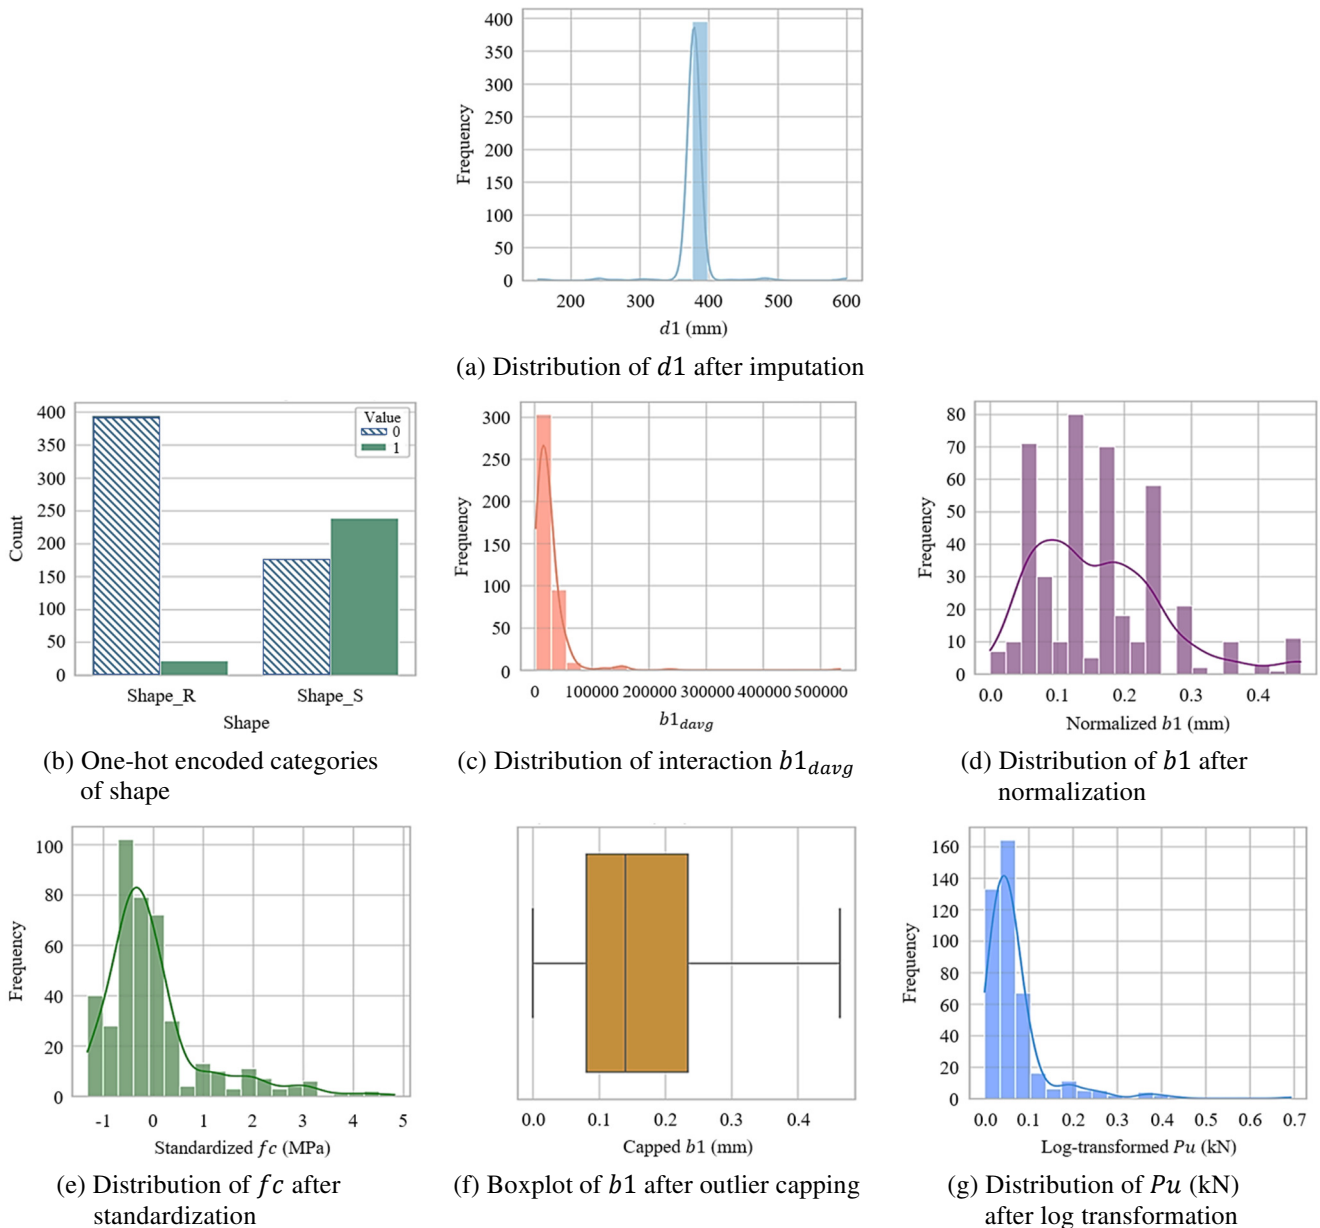 400
350
300
250
200
150
100
50
0
Frequency
200 300 400 500 600
d1 (mm)
(a) Distribution of d1 after imputation
400
350
300
250
200
150
100
50
0
Count
Value
0
1
Shape_R Shape_S
Shape
(b) One-hot encoded categories
of shape
300
250
200
150
100
50
0
Frequency
0 100000 200000 300000 400000 500000
b1davg
(c) Distribution of interaction b1davg
80
70
60
50
40
30
20
10
0
Frequency
0.0 0.1 0.2 0.3 0.4
Normalized b1 (mm)
(d) Distribution of b1 after
normalization
100
80
60
40
20
0
Frequency
-1 0 1 2 3 4 5
Standardized fc (MPa)
(e) Distribution of fc after
standardization
0.0 0.1 0.2 0.3 0.4
Capped b1 (mm)
(f) Boxplot of b1 after outlier capping
160
140
120
100
80
60
40
20
0
Frequency
0.0 0.1 0.2 0.3 0.4 0.5 0.6 0.7
Log-transformed Pu (kN)
(g) Distribution of Pu (kN)
after log transformation